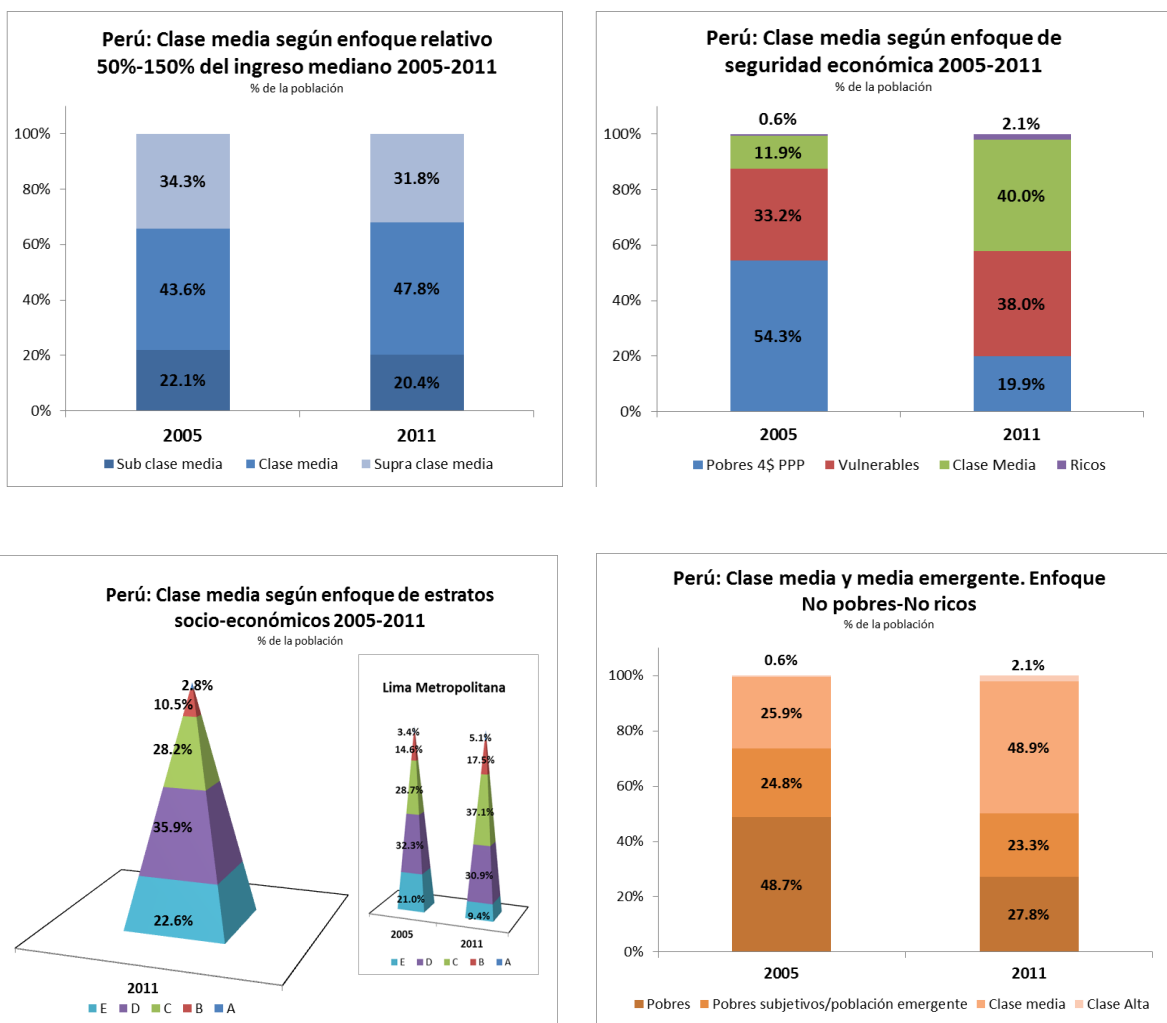 Perú: Clase media según enfoque relativo
50%-150% del ingreso mediano 2005-2011
% de la población
100%
80%
60%
40%
20%
0%
34.3%
43.6%
22.1%
31.8%
47.8%
20.4%
2005
2011
Sub clase media
Clase media
Supra clase media
Perú: Clase media según enfoque de
seguridad económica 2005-2011
% de la población
100%
80%
60%
40%
20%
0%
0.6%
11.9%
33.2%
54.3%
2.1%
40.0%
38.0%
19.9%
2005
2011
Pobres 4$ PPP
Vulnerables
Clase Media
Ricos
Perú: Clase media según enfoque de estratos
socio-económicos 2005-2011
% de la población
2.8%
10.5%
28.2%
35.9%
22.6%
2011
E
D
C
B
A
Lima Metropolitana
3.4%
14.6%
28.7%
32.3%
21.0%
5.1%
17.5%
37.1%
30.9%
9.4%
2005
2011
E
D
C
B
A
Perú: Clase media y media emergente. Enfoque
No pobres-No ricos
% de la población
100%
80%
60%
40%
20%
0%
0.6%
25.9%
24.8%
48.7%
2.1%
48.9%
23.3%
27.8%
2005
2011
Pobres
Pobres subjetivos/población emergente
Clase media
Clase Alta